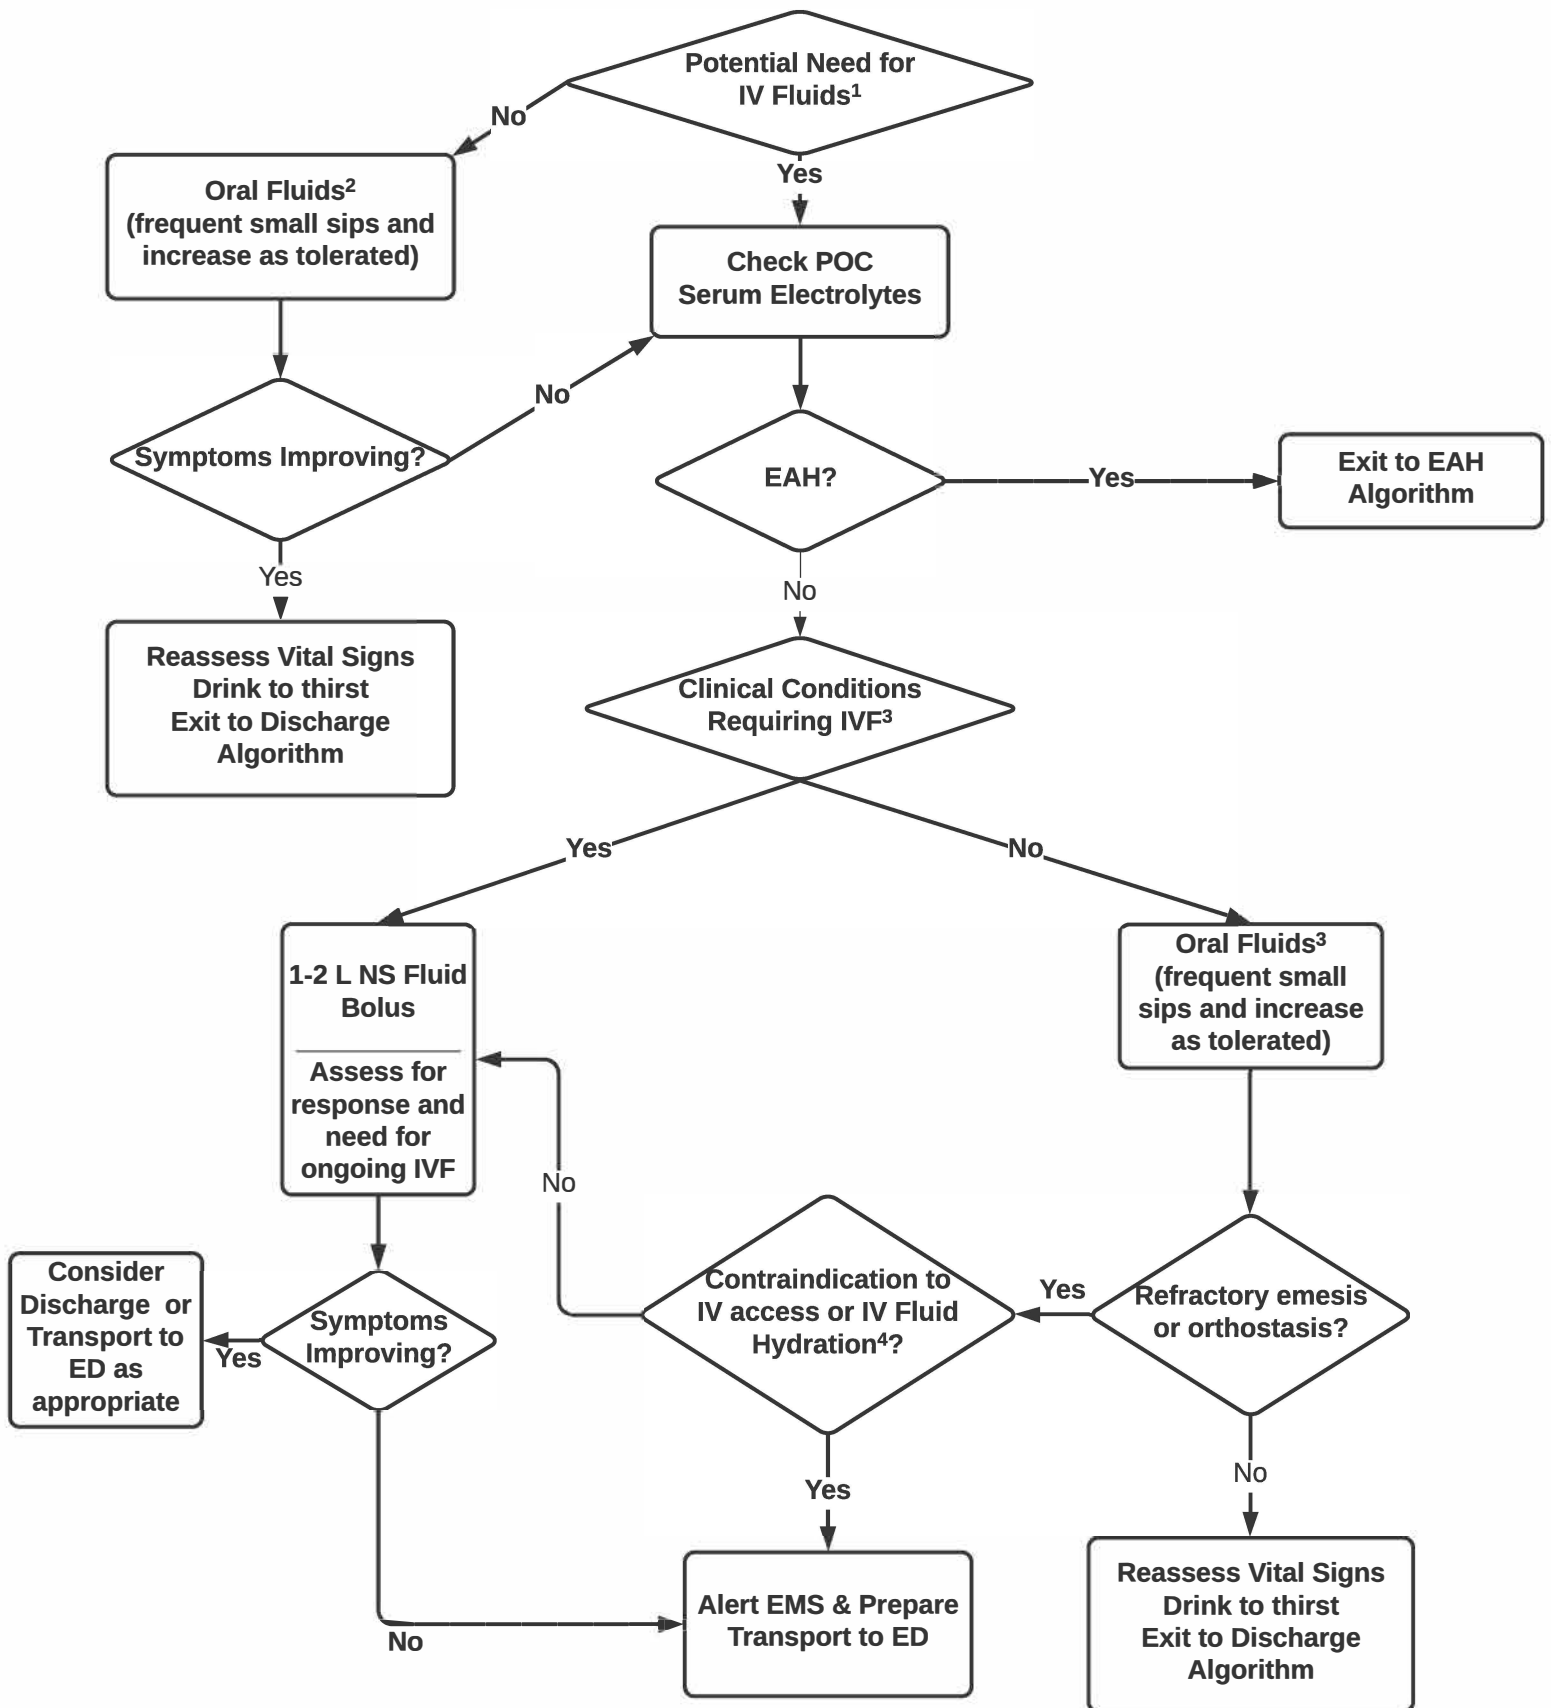 Potential Need for
IV Fluids¹
No
Yes
Oral Fluids²
(frequent small sips and
increase as tolerated)
Check POC
Serum Electrolytes
No
Symptoms Improving?
EAH?
Yes
Exit to EAH
Algorithm
Yes
No
Reassess Vital Signs
Drink to thirst
Exit to Discharge
Algorithm
Clinical Conditions
Requiring IVF³
Yes
No
1-2 L NS Fluid
Bolus
Assess for
response and
need for
ongoing IVF
Oral Fluids³
(frequent small
sips and increase
as tolerated)
No
Consider
Discharge or
Transport to
ED as
appropriate
Yes
Symptoms
Improving?
Contraindication to
IV access or IV Fluid
Hydration⁴?
Yes
Refractory emesis
or orthostasis?
Yes
No
No
Alert EMS & Prepare
Transport to ED
Reassess Vital Signs
Drink to thirst
Exit to Discharge
Algorithm